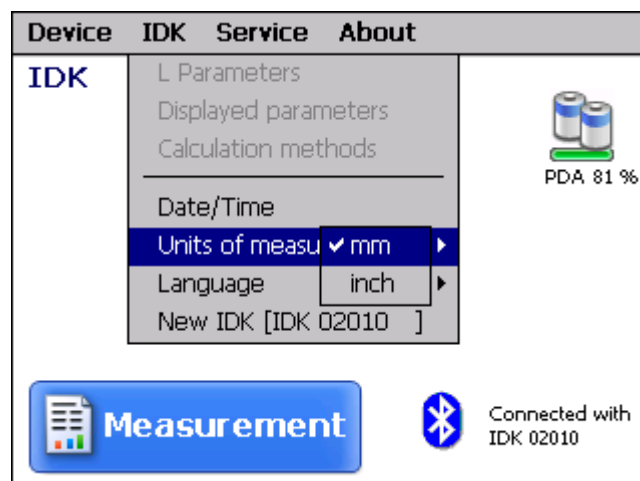 Device IDK Service About
IDK
L Parameters
Displayed parameters
Calculation methods
PDA 81 %
Date/Time
Units of measu ✔ mm
Language inch
New IDK [IDK 02010 ]
Measurement
Connected with
IDK 02010